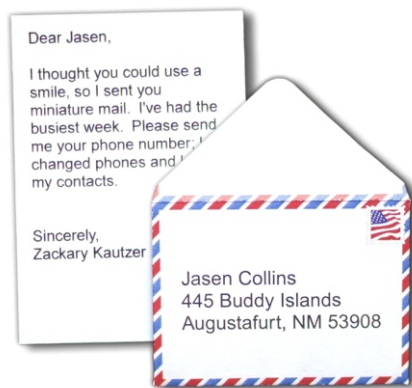 Dear Jasen,
I thought you could use a
smile, so I sent you
miniature mail. I've had the
busiest week. Please send
me your phone number; I
changed phones and
my contacts.
Sincerely,
Zackary Kautzer
Jasen Collins
445 Buddy Islands
Augustafurt, NM 53908